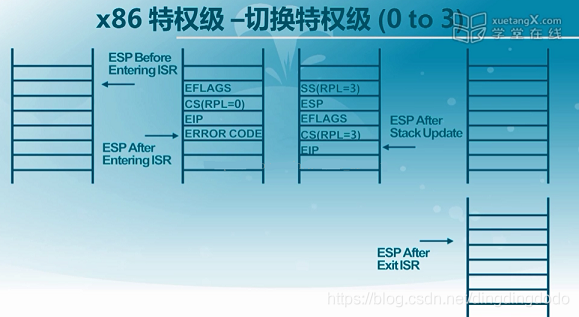 x86 特权级 –切换特权级 (0 to 3)
xuetangX.com
学堂在线
ESP Before
Entering ISR
ESP After
Entering ISR
EFLAGS
CS(RPL=0)
EIP
ERROR CODE
SS(RPL=3)
ESP
EFLAGS
CS(RPL=3)
EIP
ESP After
Stack Update
ESP After
Exit ISR
https://blog.csdn.net/dingdingdodo